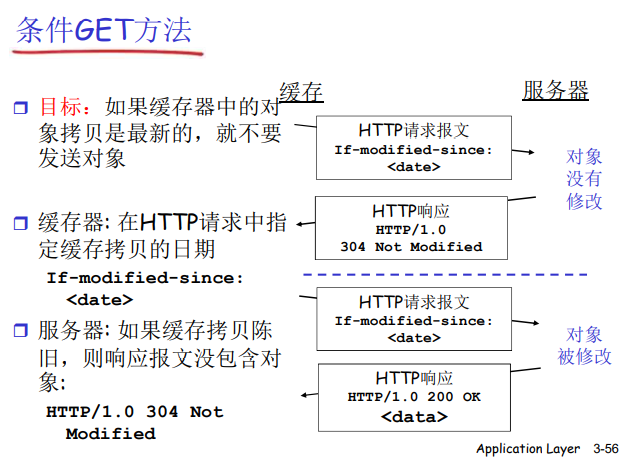 条件GET方法
目标：如果缓存器中的对
象拷贝是最新的，就不要
发送对象
缓存器: 在HTTP请求中指
定缓存拷贝的日期
If-modified-since:
<date>
服务器: 如果缓存拷贝陈
旧，则响应报文没包含对
象:
HTTP/1.0 304 Not
Modified
缓存
服务器
HTTP请求报文
If-modified-since:
<date>
对象
没有
修改
HTTP响应
HTTP/1.0
304 Not Modified
HTTP请求报文
If-modified-since:
<date>
对象
被修改
HTTP响应
HTTP/1.0 200 OK
<data>
Application Layer 3-56